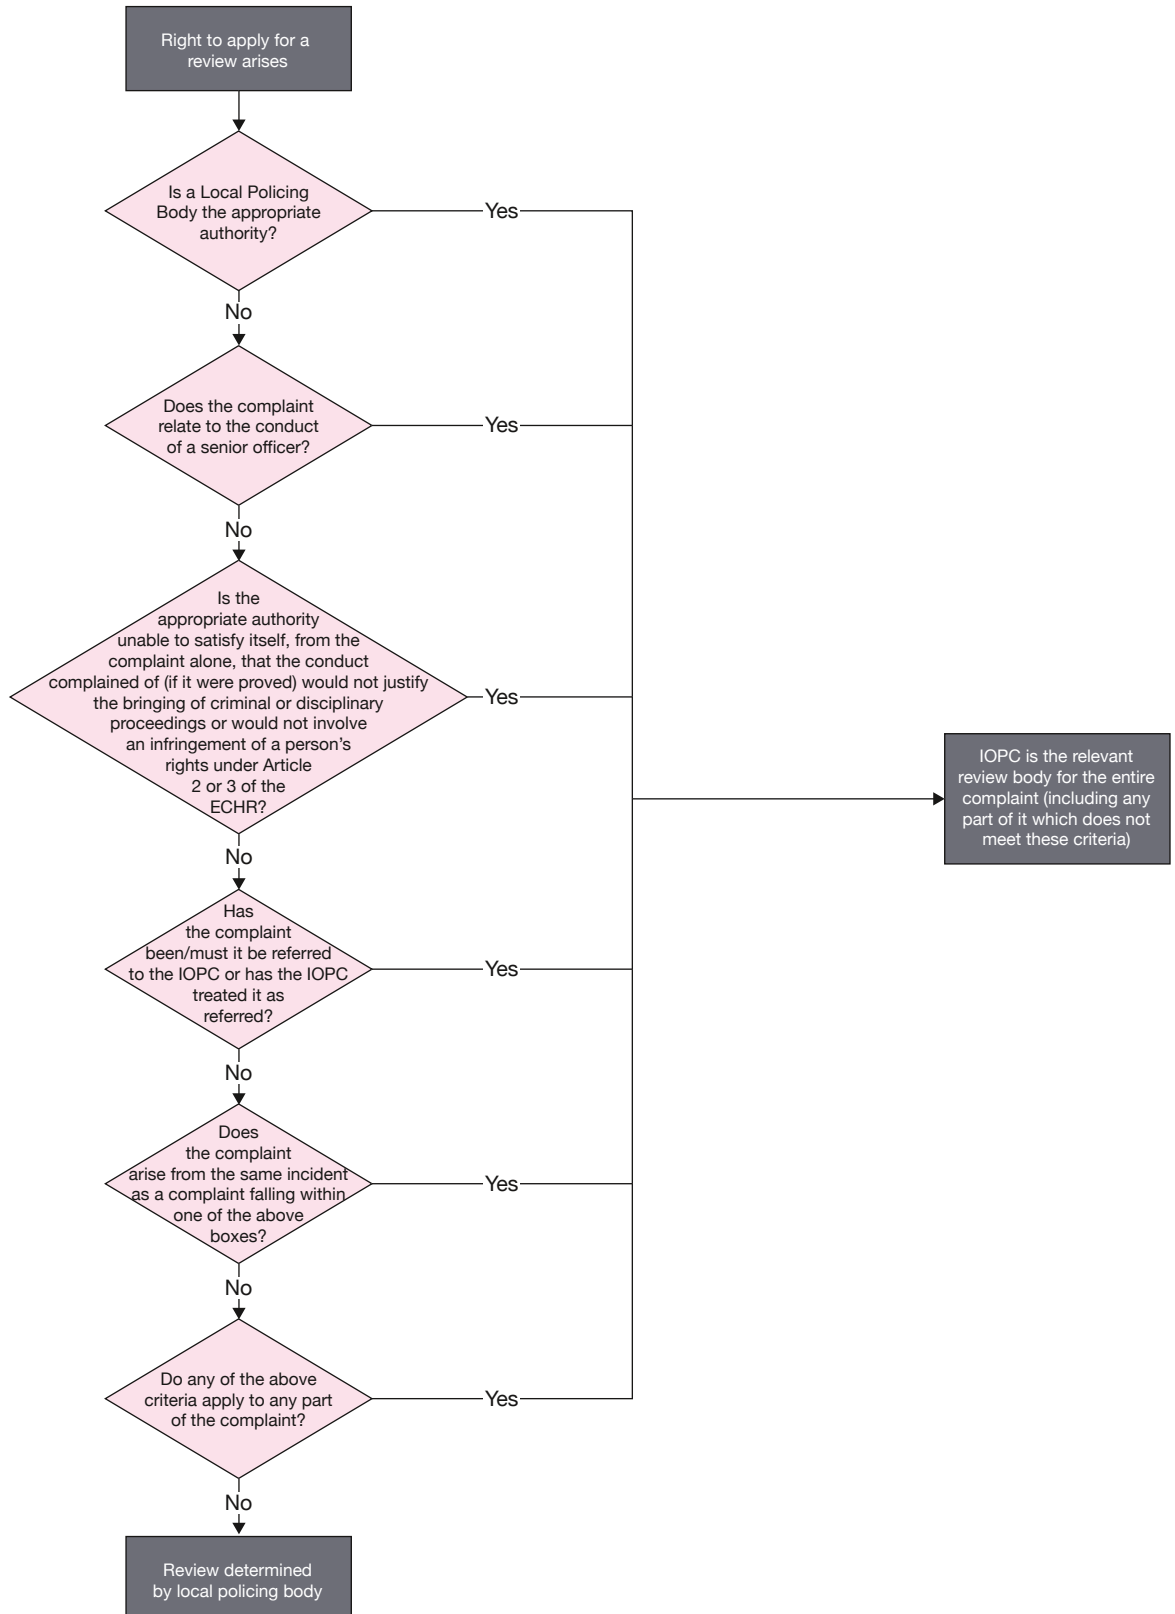 Right to apply for a
review arises
Is a Local Policing
Body the appropriate
authority?
Yes
No
Does the complaint
relate to the conduct
of a senior officer?
Yes
No
Is the
appropriate authority
unable to satisfy itself, from the
complaint alone, that the conduct
complained of (if it were proved) would not justify
the bringing of criminal or disciplinary
proceedings or would not involve
an infringement of a person’s
rights under Article
2 or 3 of the
ECHR?
Yes
IOPC is the relevant
review body for the entire
complaint (including any
part of it which does not
meet these criteria)
No
Has
the complaint
been/must it be referred
to the IOPC or has the IOPC
treated it as
referred?
Yes
No
Does
the complaint
arise from the same incident
as a complaint falling within
one of the above
boxes?
Yes
No
Do any of the above
criteria apply to any part
of the complaint?
Yes
No
Review determined
by local policing body